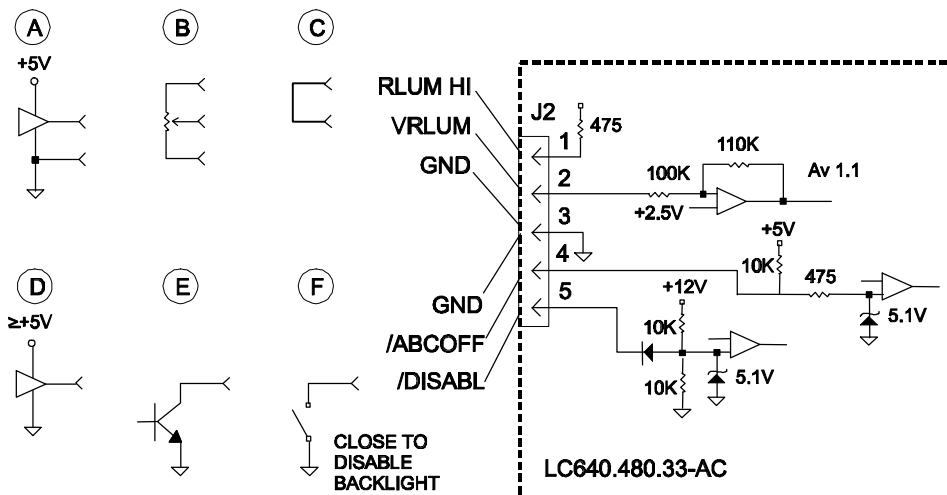 A
B
C
+5V
RLUM HI
VRLUM
GND
J2
1
475
2
100K
110K
Av 1.1
+2.5V
3
+5V
4
10K
475
5.1V
D
E
F
≥+5V
GND
/ABCOFF
/DISABL
5
+12V
10K
10K
5.1V
CLOSE TO
DISABLE
BACKLIGHT
LC640.480.33-AC